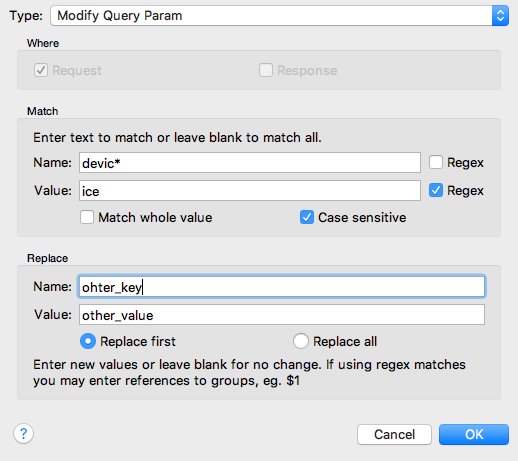 Type: Modify Query Param
Where
Request Response
Match
Enter text to match or leave blank to match all.
Name: devic* Regex
Value: ice Regex
Match whole value Case sensitive
Replace
Name: ohter_key
Value: other_value
Replace first Replace all
Enter new values or leave blank for no change. If using regex matches
you may enter references to groups, eg. $1
? Cancel OK